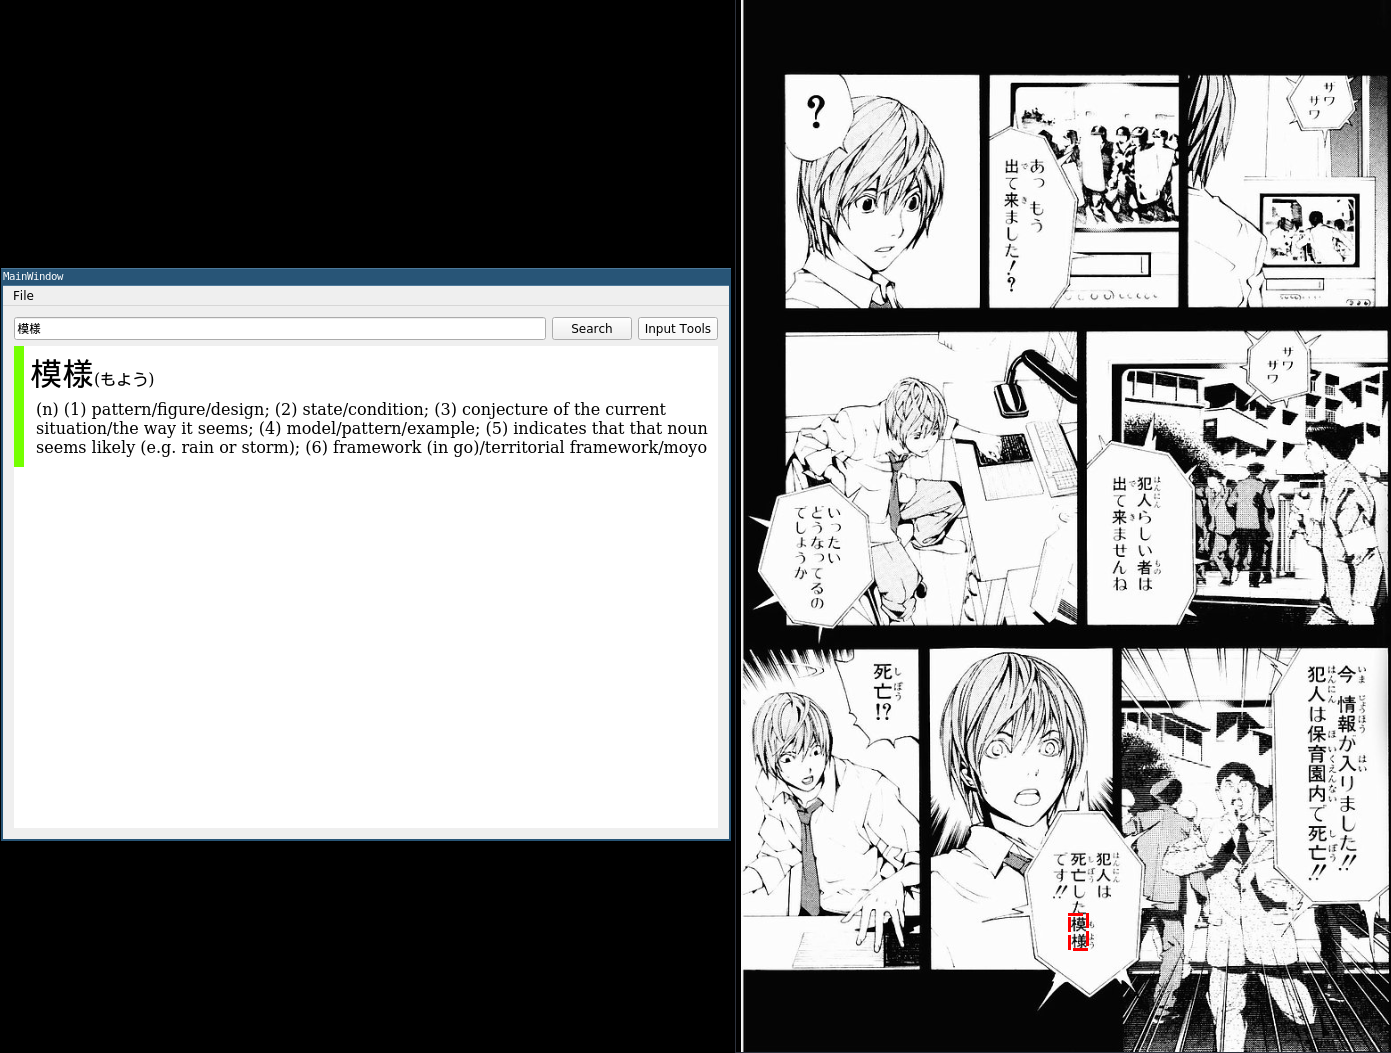 MainWindow
File
模様
Search
Input Tools
模様(もよう)
(n) (1) pattern/figure/design; (2) state/condition; (3) conjecture of the current
situation/the way it seems; (4) model/pattern/example; (5) indicates that that noun
seems likely (e.g. rain or storm); (6) framework (in go)/territorial framework/moyo
サワ
サワ
あっ もう
出て来ました!?
?
サワ
サワ
犯人らしい者は
出て来ませんね
いったい
どうなってるの
でしょうか
今 情報が入りました!!
犯人は保育園内で死亡!!
犯人は
死亡した模様
です!!
死亡!?